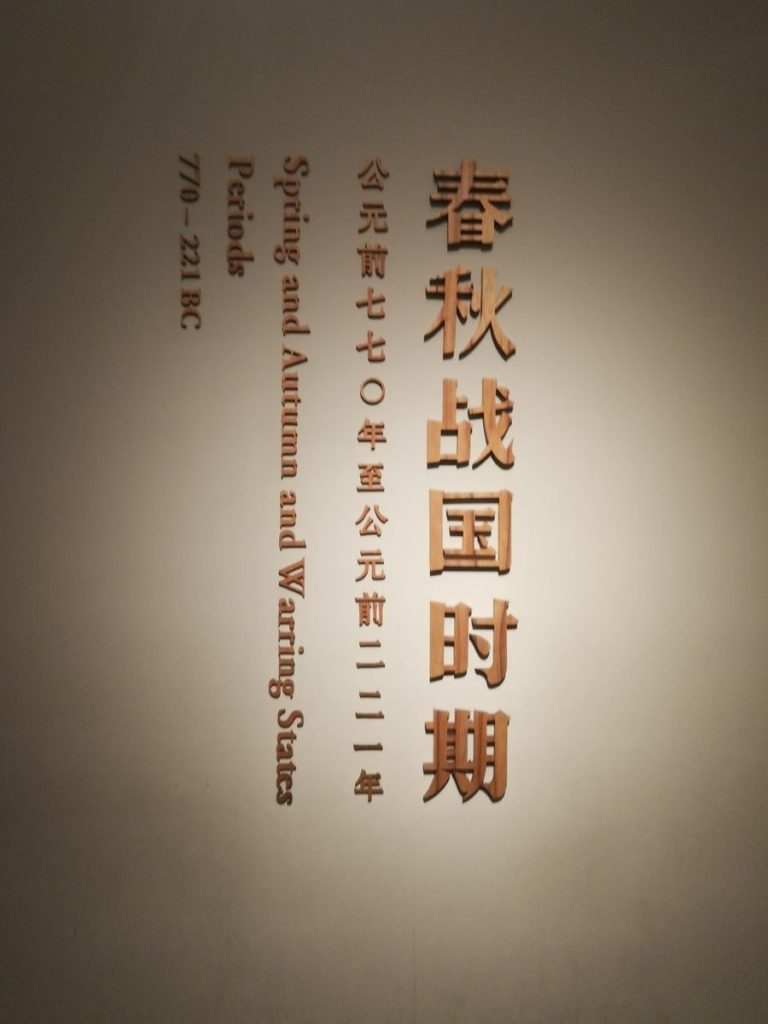 春秋战国时期
公元前七七〇年至公元前二二一年
Spring and Autumn and Warring States
Periods
770 – 221 BC